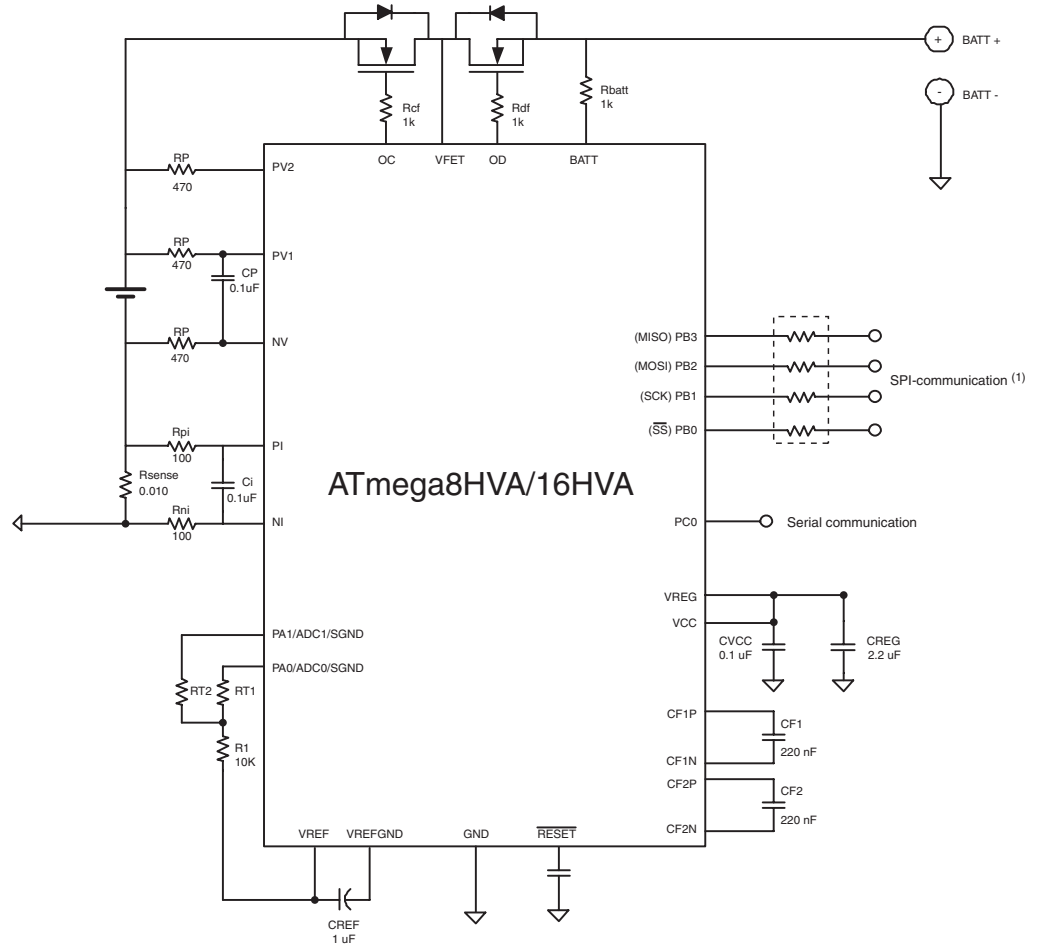 + BATT +
- BATT -
Rcf
1k
Rdf
1k
Rbatt
1k
OC VFET OD BATT
RP
470
PV2
RP
470
PV1
CP
0.1uF
RP
470
NV
(MISO) PB3
(MOSI) PB2
(SCK) PB1
(SS) PB0
SPI-communication (1)
Rpi
100
PI
Rsense
0.010
Ci
0.1uF
Rni
100
NI
ATmega8HVA/16HVA
PC0 Serial communication
VREG
VCC
CVCC
0.1 uF
CREG
2.2 uF
PA1/ADC1/SGND
PA0/ADC0/SGND
RT2 RT1
R1
10K
CF1P
CF1
220 nF
CF1N
CF2P
CF2
220 nF
CF2N
VREF VREFGND GND RESET
CREF
1 uF